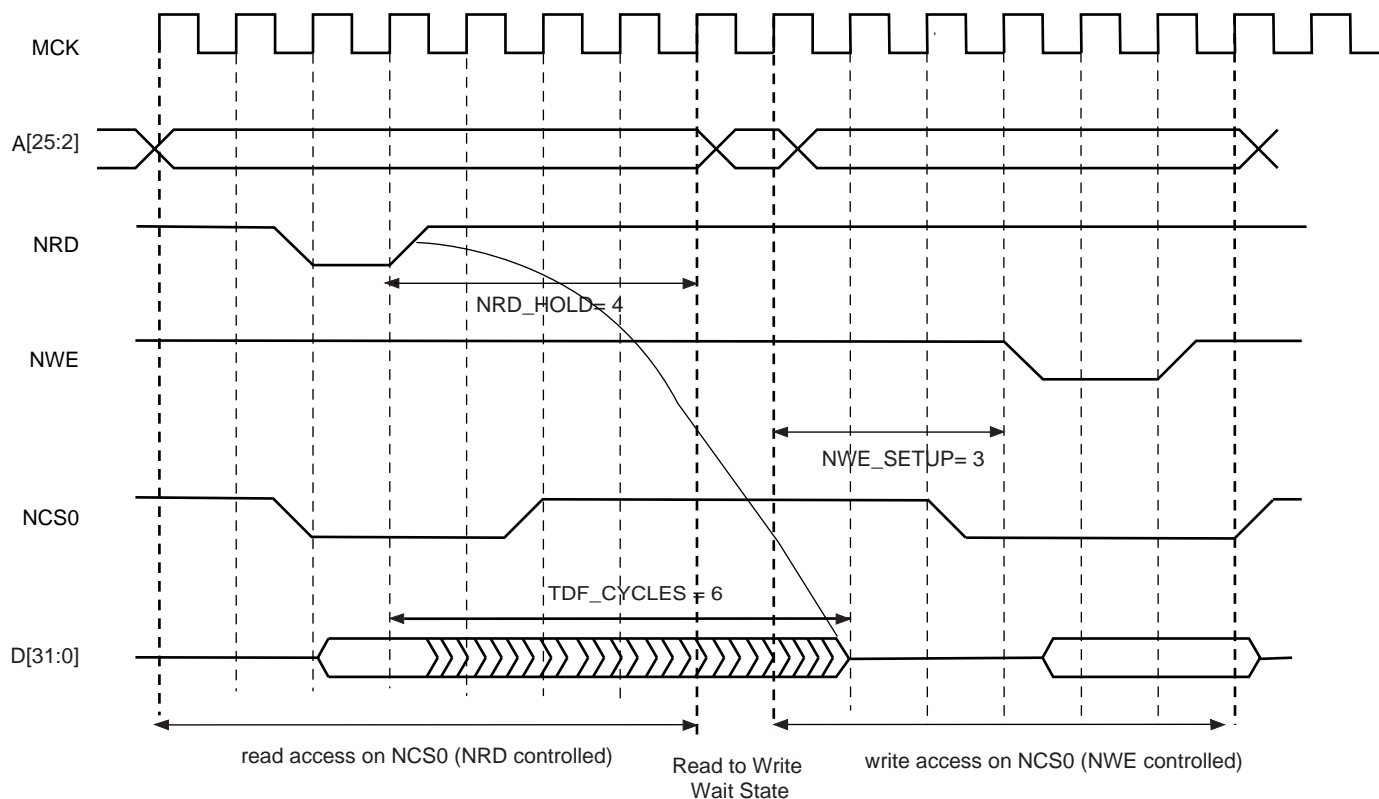 MCK
A[25:2]
NRD
NRD_HOLD= 4
NWE
NWE_SETUP= 3
NCS0
TDF_CYCLES = 6
D[31:0]
read access on NCS0 (NRD controlled)
Read to Write
Wait State
write access on NCS0 (NWE controlled)